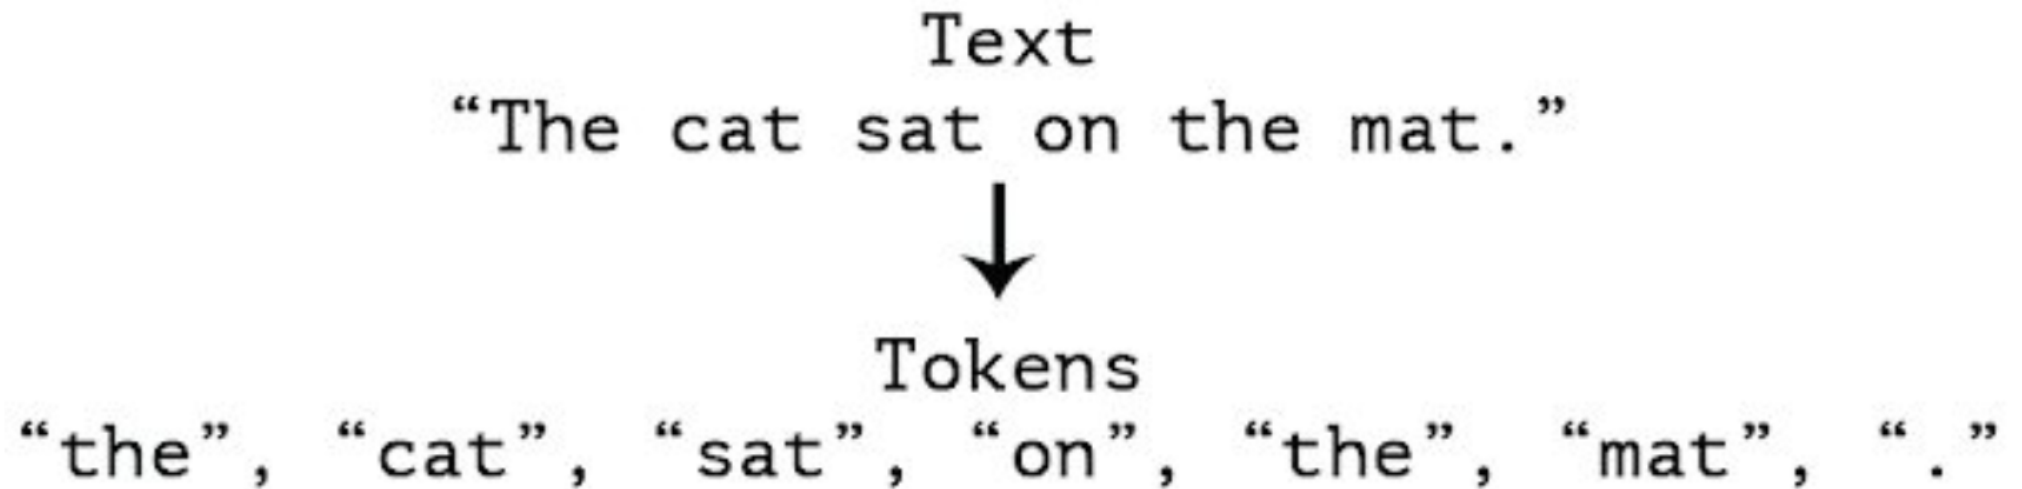 Text
“The cat sat on the mat.”
Tokens
“the”, “cat”, “sat”, “on”, “the”, “mat”, “.”